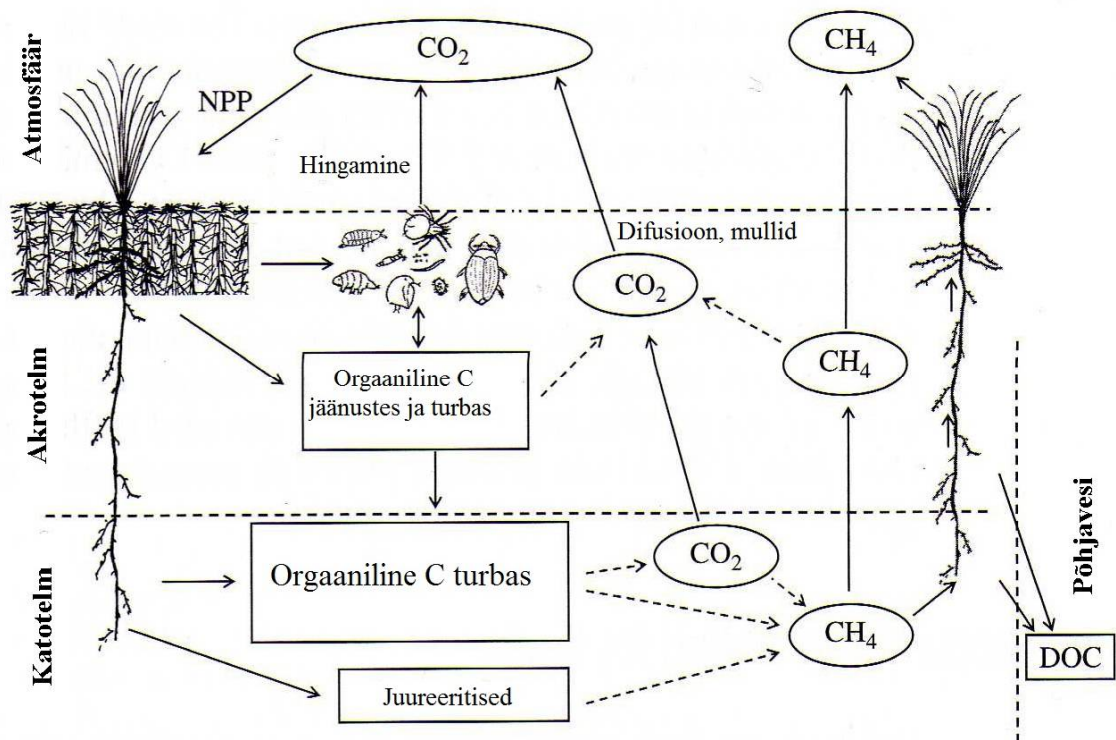 Atmosfäär
CO₂
CH₄
NPP
Hingamine
Difusioon, mullid
CO₂
Akrotelm
CH₄
Orgaaniline C
jäänustes ja turbas
Põhjavesi
Katotelm
CO₂
Orgaaniline C turbas
CH₄
DOC
Juureeritised